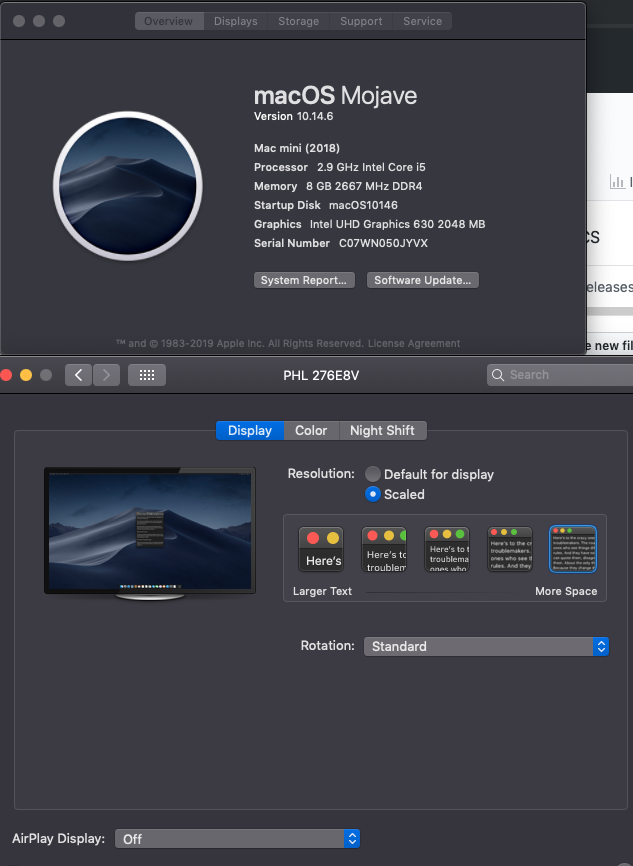 Overview Displays Storage Support Service
macOS Mojave
Version 10.14.6
Mac mini (2018)
Processor 2.9 GHz Intel Core i5
Memory 8 GB 2667 MHz DDR4
Startup Disk macOS10146
Graphics Intel UHD Graphics 630 2048 MB
Serial Number C07WN050JYVX
System Report... Software Update...
™ and © 1983-2019 Apple Inc. All Rights Reserved. License Agreement
CS
eleases
e new fil
PHL 276E8V
Search
Display Color Night Shift
Resolution: Default for display
Scaled
Here's
Here's to
troublem
Here's to t
troublema
ones who
Here's to the cr
troublemakers.
ones who see t
rules. And they
Larger Text More Space
Rotation: Standard
AirPlay Display: Off